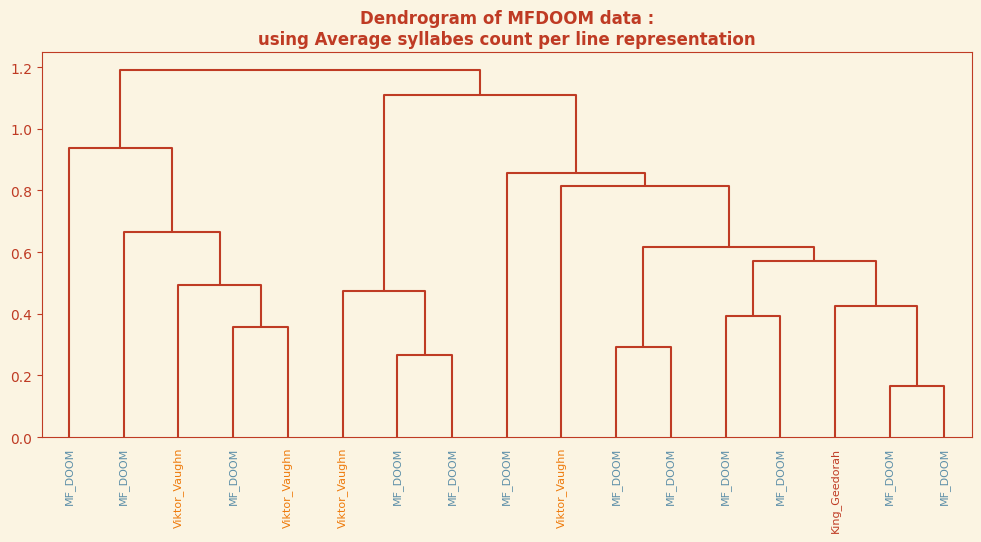 Dendrogram of MFDOOM data :
using Average syllabes count per line representation
1.2
1.0
0.8
0.6
0.4
0.2
0.0
MF_DOOM
MF_DOOM
Viktor_Vaughn
MF_DOOM
Viktor_Vaughn
Viktor_Vaughn
MF_DOOM
MF_DOOM
MF_DOOM
Viktor_Vaughn
MF_DOOM
MF_DOOM
MF_DOOM
MF_DOOM
King_Geedorah
MF_DOOM
MF_DOOM